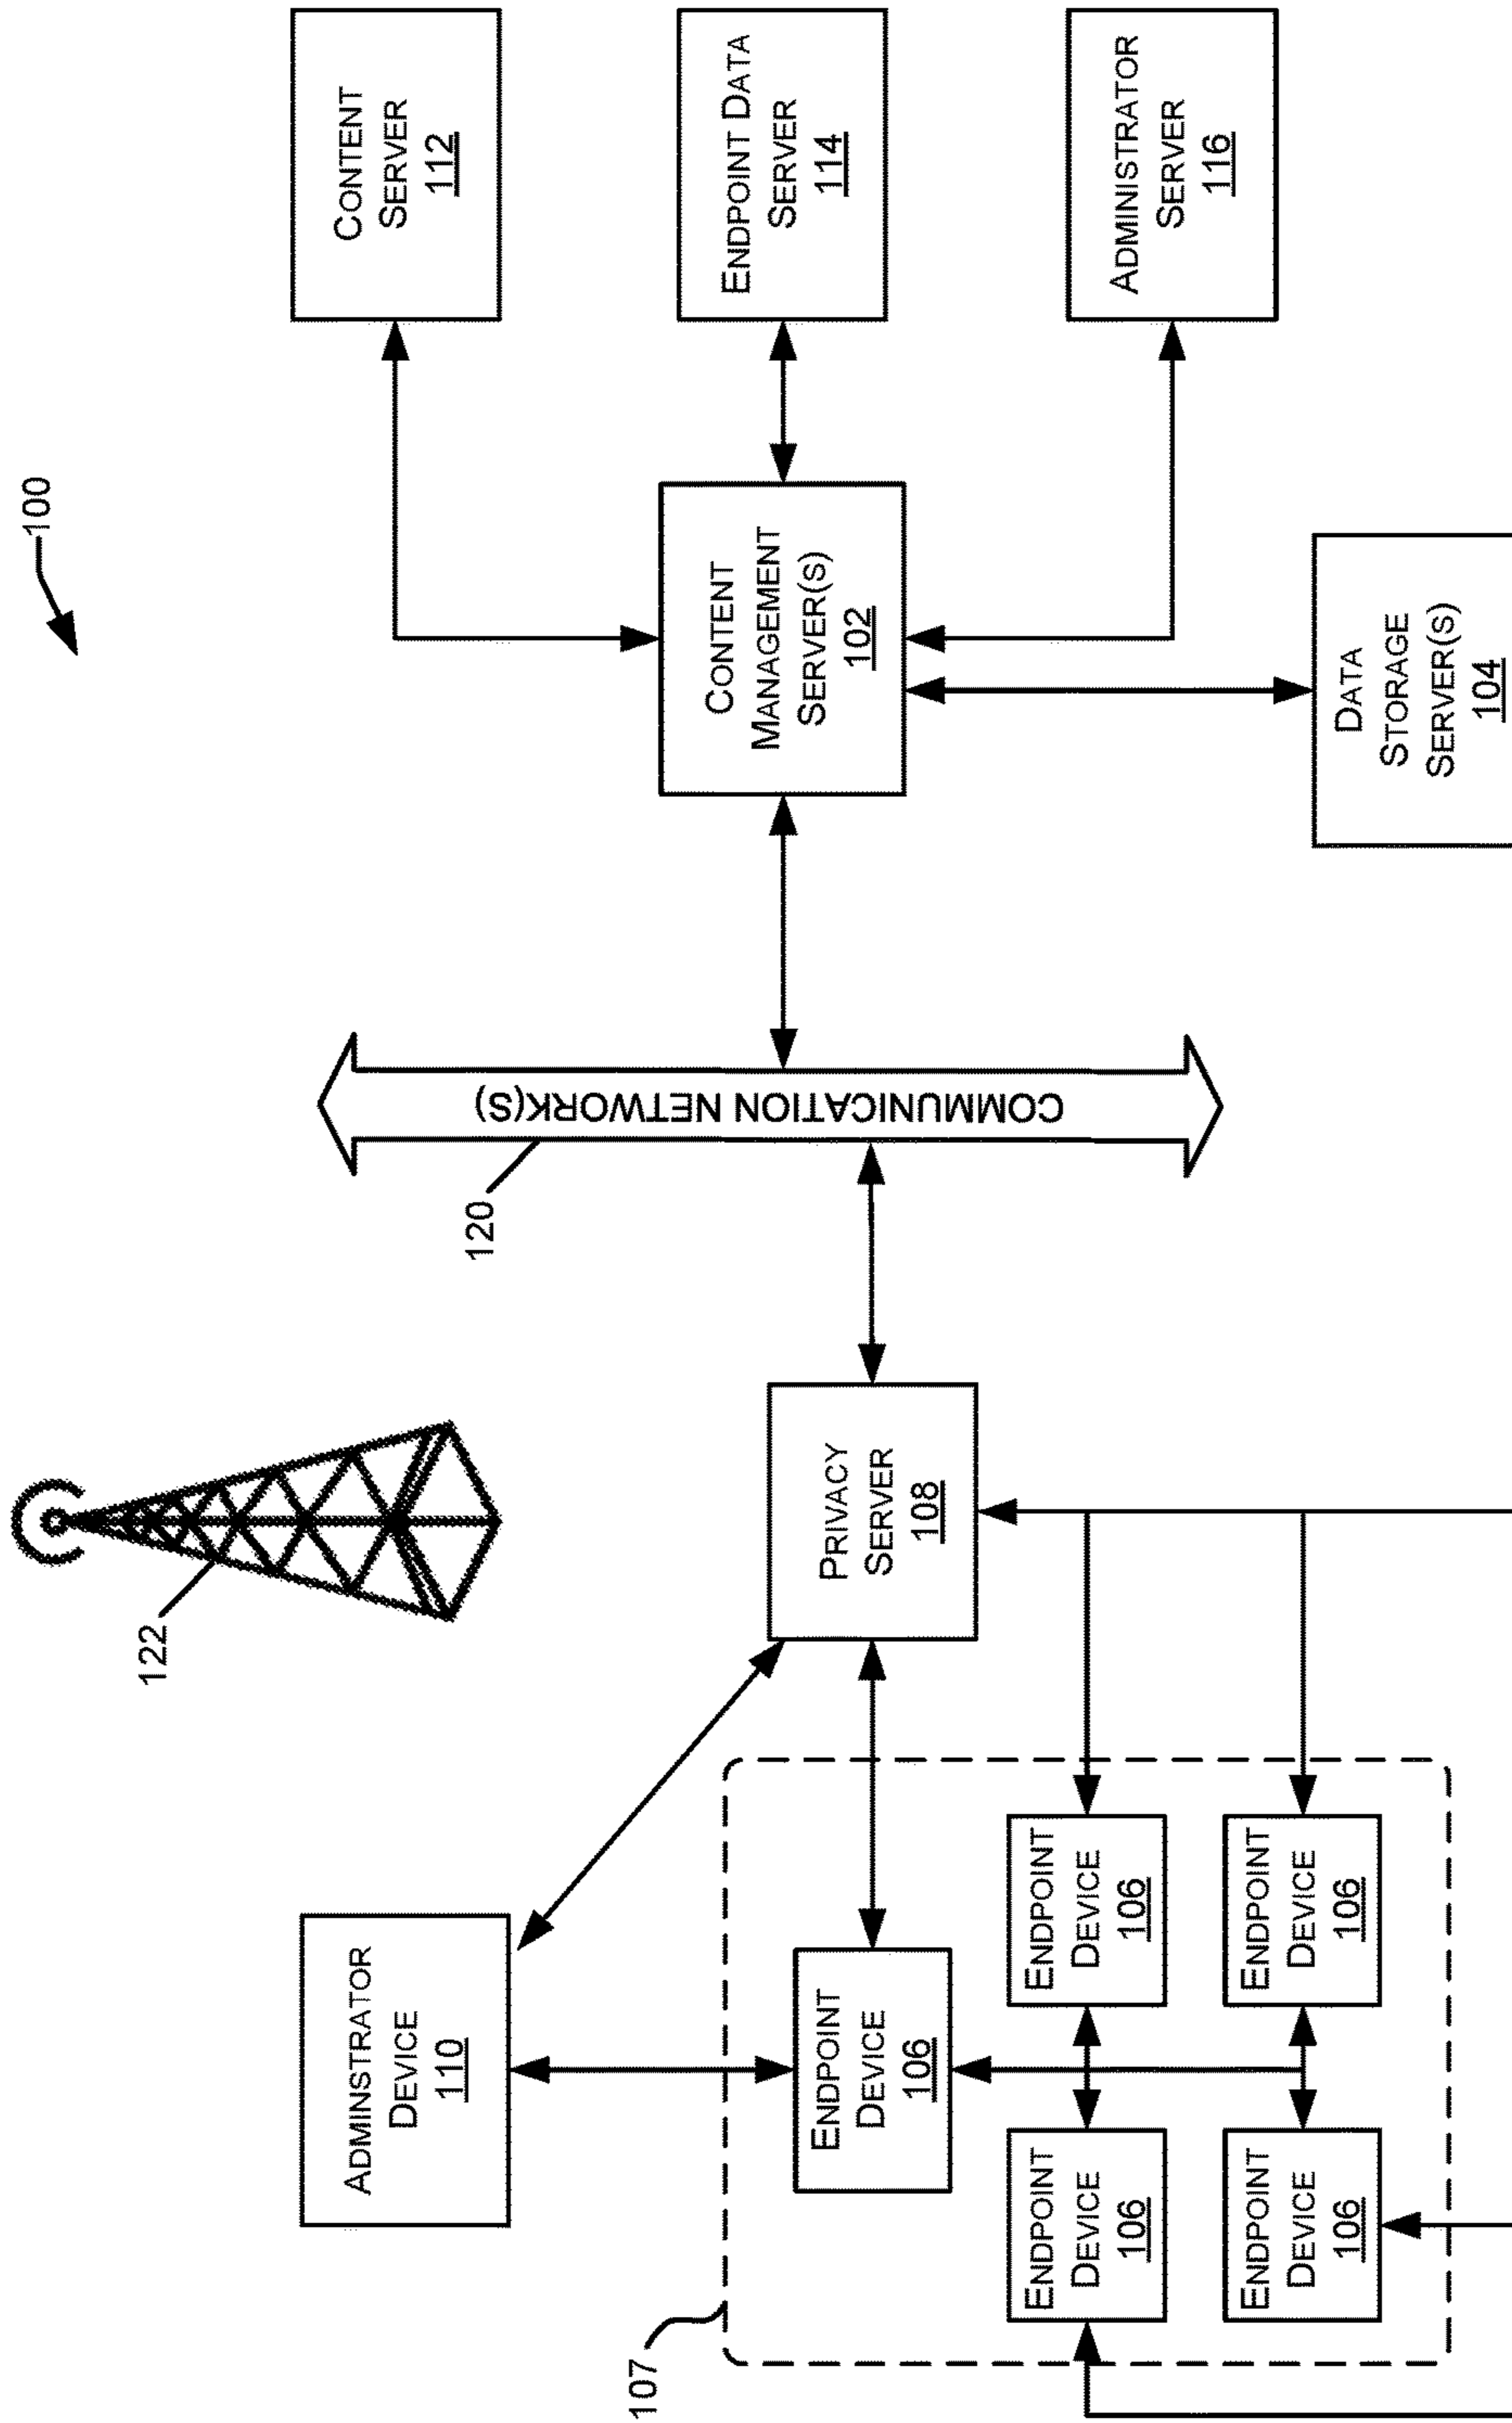 100
122
120
107
ADMINSTRATOR
DEVICE
110
ENDPOINT
DEVICE
106
ENDPOINT
DEVICE
106
ENDPOINT
DEVICE
106
ENDPOINT
DEVICE
106
ENDPOINT
DEVICE
106
PRIVACY
SERVER
108
COMMUNICATION NETWORK(S)
CONTENT
MANAGEMENT
SERVER(S)
102
DATA
STORAGE
SERVER(S)
104
CONTENT
SERVER
112
ENDPOINT DATA
SERVER
114
ADMINISTRATOR
SERVER
116